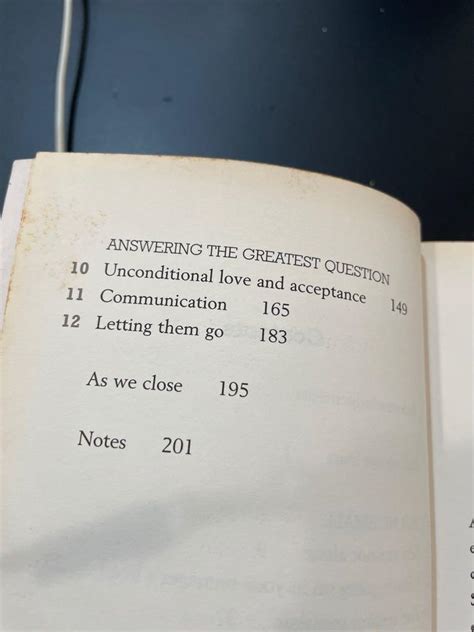 ANSWERING THE GREATEST QUESTION
10 Unconditional love and acceptance 149
11 Communication 165
12 Letting them go 183
As we close 195
Notes 201